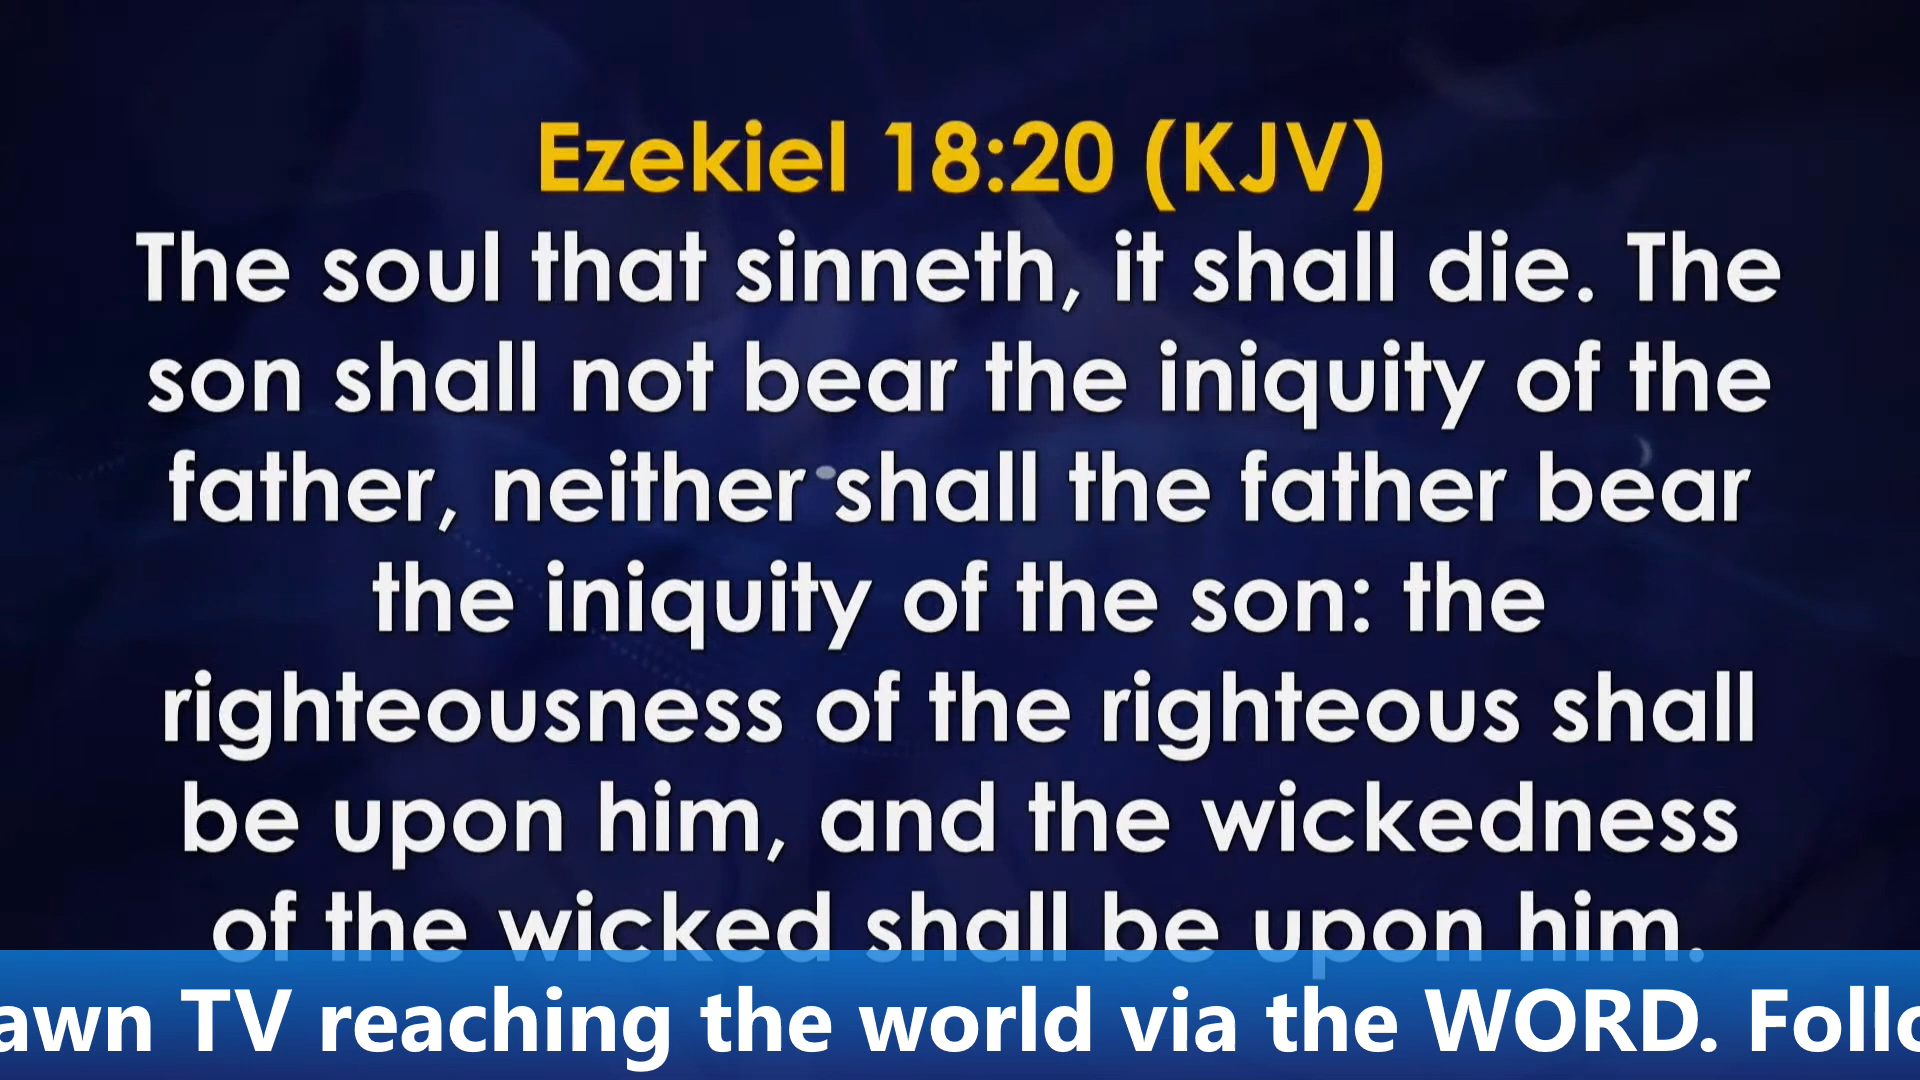 Ezekiel 18:20 (KJV)
The soul that sinneth, it shall die. The
son shall not bear the iniquity of the
father, neither shall the father bear
the iniquity of the son: the
righteousness of the righteous shall
be upon him, and the wickedness
of the wicked shall be upon him.
awn TV reaching the world via the WORD. Follo